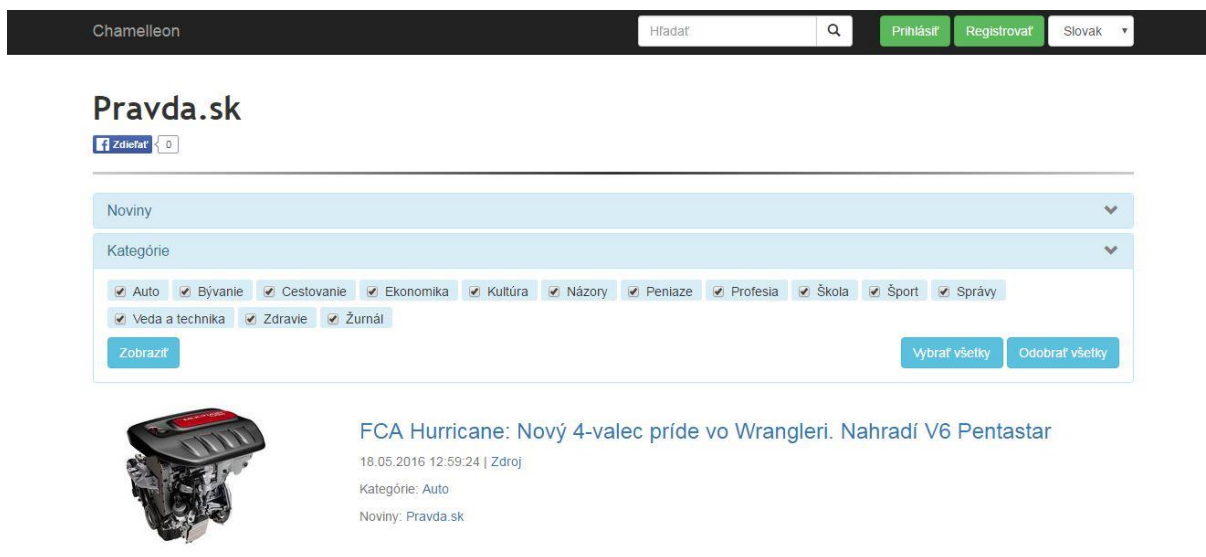 Chamelleon Hľadať Prihlásiť Registrovať Slovak
Pravda.sk
Zdieľať 0
Noviny
Kategórie
Auto Bývanie Cestovanie Ekonomika Kultúra Názory Peniaze Profesia Škola Šport Správy
Veda a technika Zdravie Žurnál
Zobraziť Vybrať všetky Odobrať všetky
FCA Hurricane: Nový 4-valec príde vo Wrangleri. Nahradí V6 Pentastar
18.05.2016 12:59:24 | Zdroj
Kategórie: Auto
Noviny: Pravda.sk